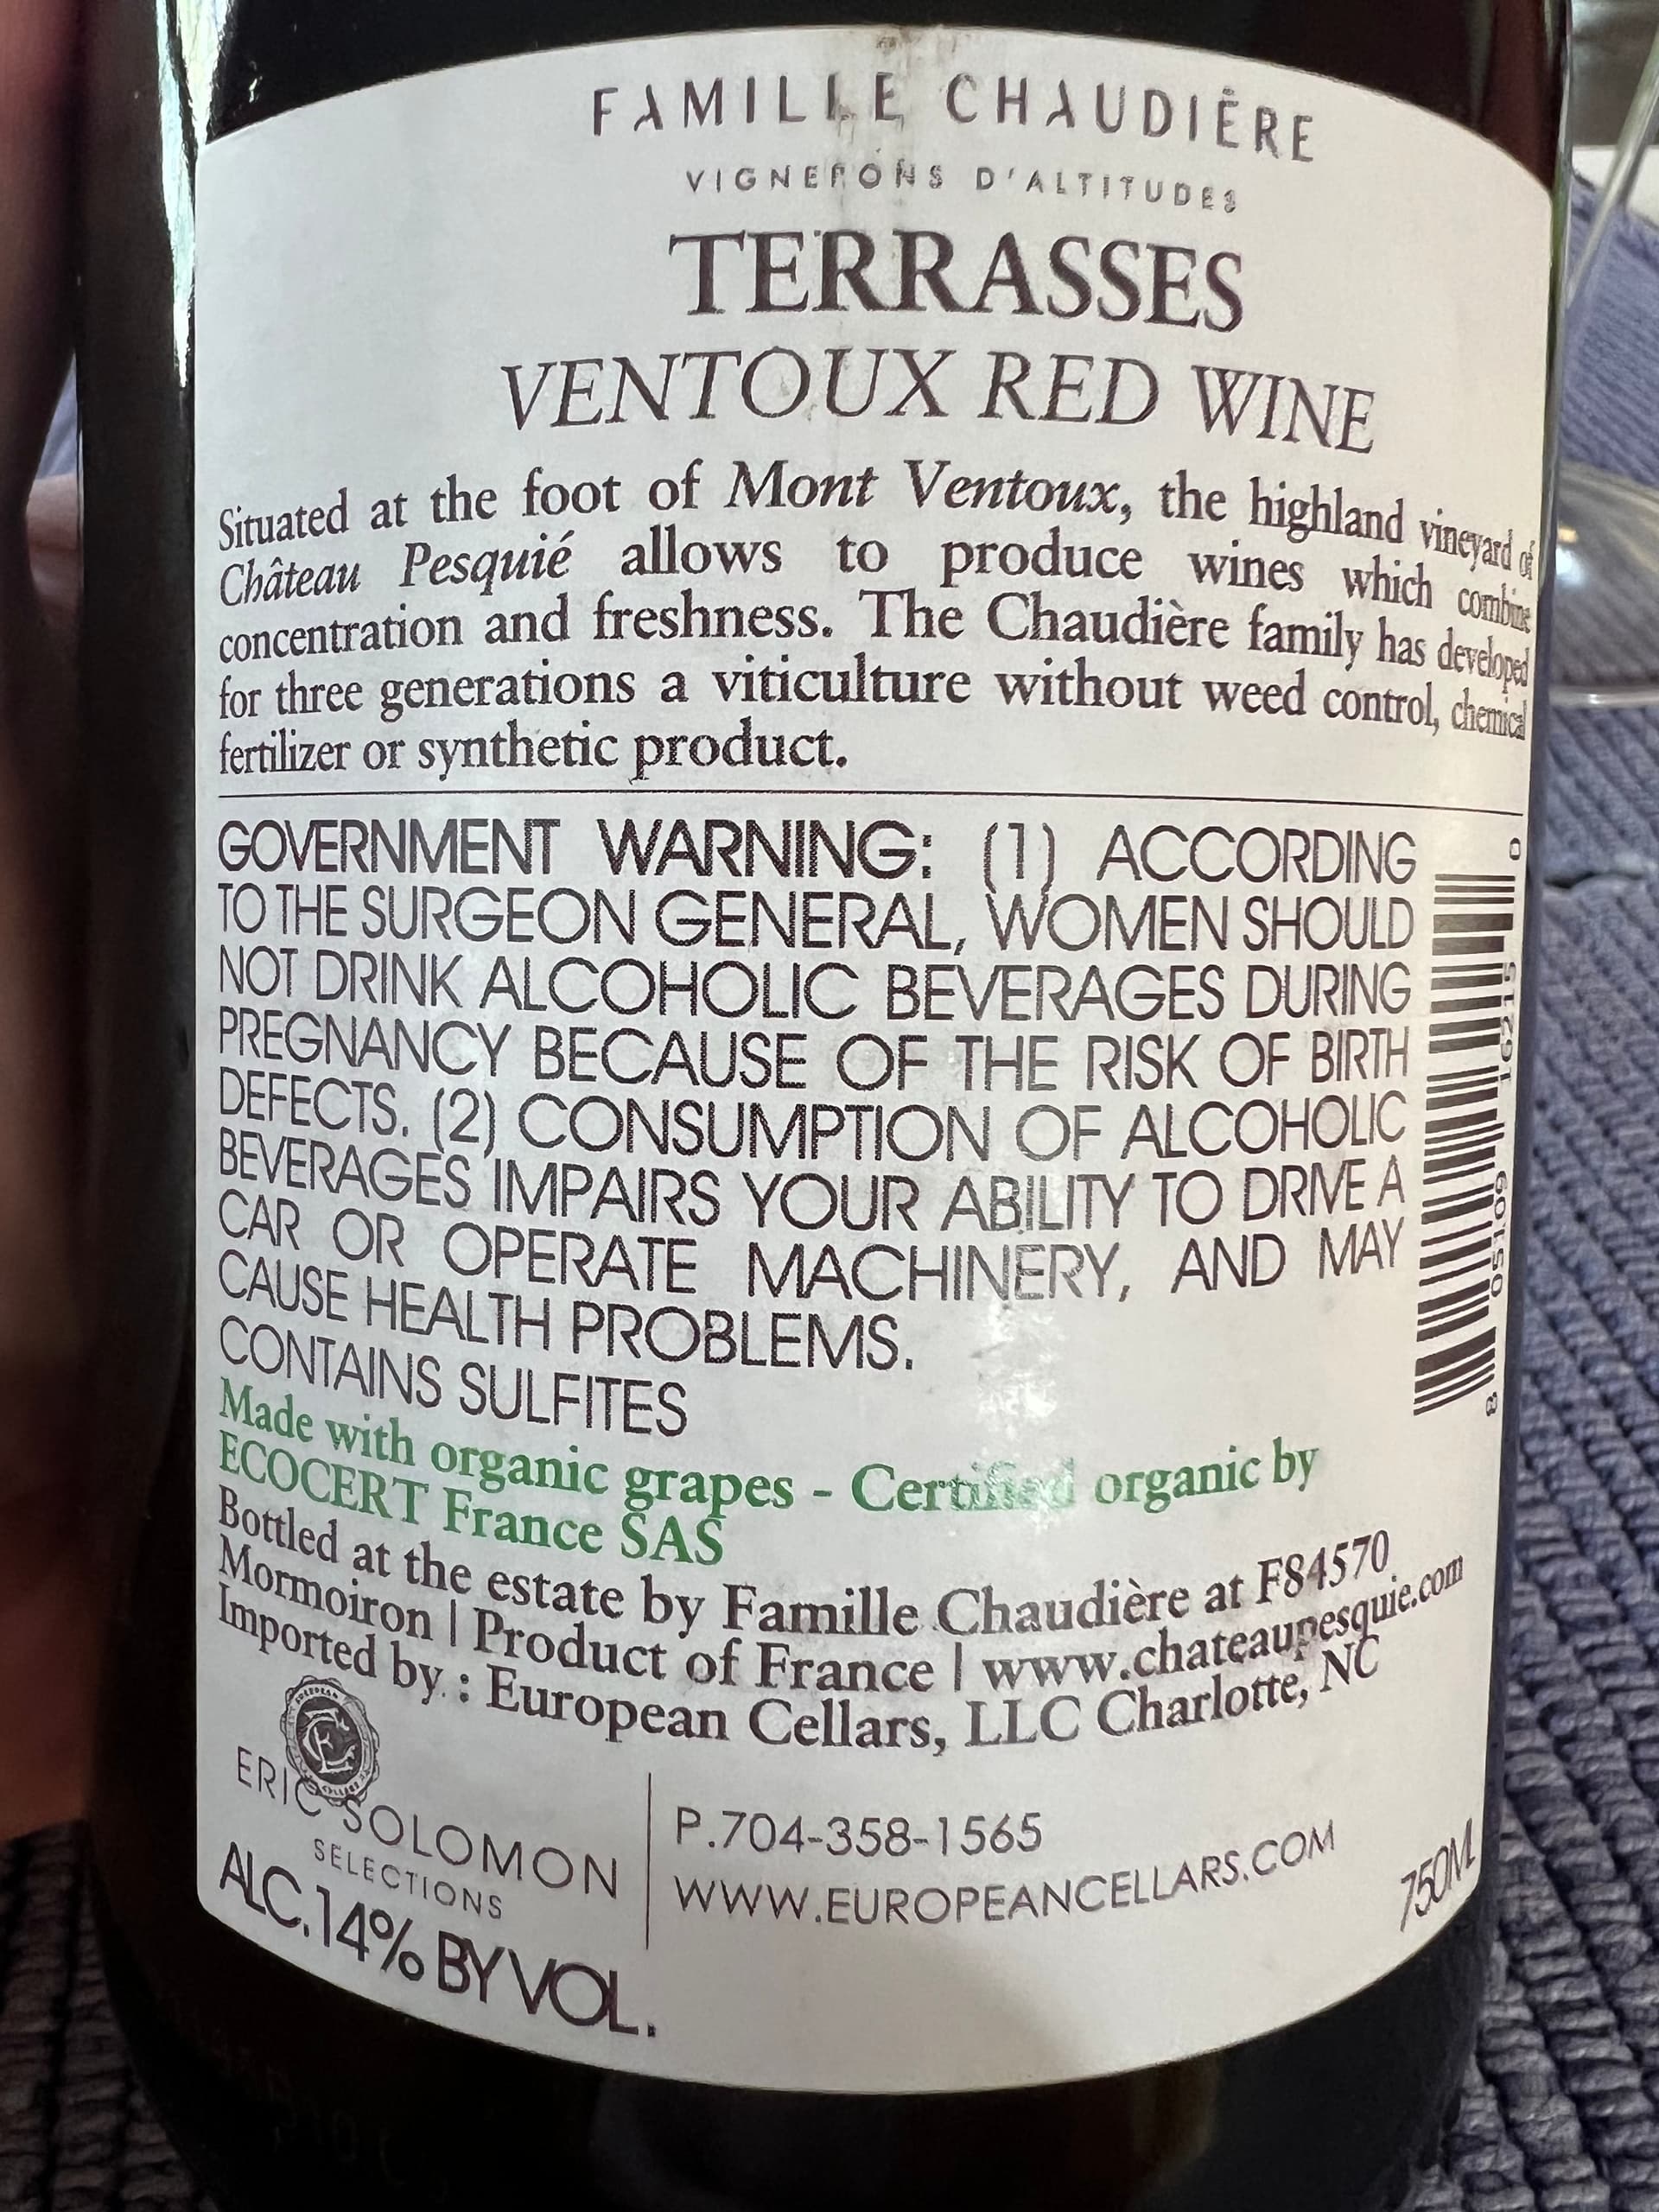 FAMILLE CHAUDIÈRE
VIGNERONS D'ALTITUDES
TERRASSES
VENTOUX RED WINE
Situated at the foot of Mont Ventoux, the highland vineyard of
Château Pesquié allows to produce wines which combine
concentration and freshness. The Chaudière family has developed
for three generations a viticulture without weed control, chemical
fertilizer or synthetic product.
GOVERNMENT WARNING: (1) ACCORDING
TO THE SURGEON GENERAL, WOMEN SHOULD
NOT DRINK ALCOHOLIC BEVERAGES DURING
PREGNANCY BECAUSE OF THE RISK OF BIRTH
DEFECTS. (2) CONSUMPTION OF ALCOHOLIC
BEVERAGES IMPAIRS YOUR ABILITY TO DRIVE A
CAR OR OPERATE MACHINERY, AND MAY
CAUSE HEALTH PROBLEMS.
CONTAINS SULFITES
0 16215 05109 8
Made with organic grapes - Certified organic by
ECOCERT France SAS
Bottled at the estate by Famille Chaudière at F84570
Mormoiron | Product of France | www.chateaupesquie.com
Imported by : European Cellars, LLC Charlotte, NC
ERIC SOLOMON
SELECTIONS
P.704-358-1565
WWW.EUROPEANCELLARS.COM
750ML
ALC.14% BY VOL.